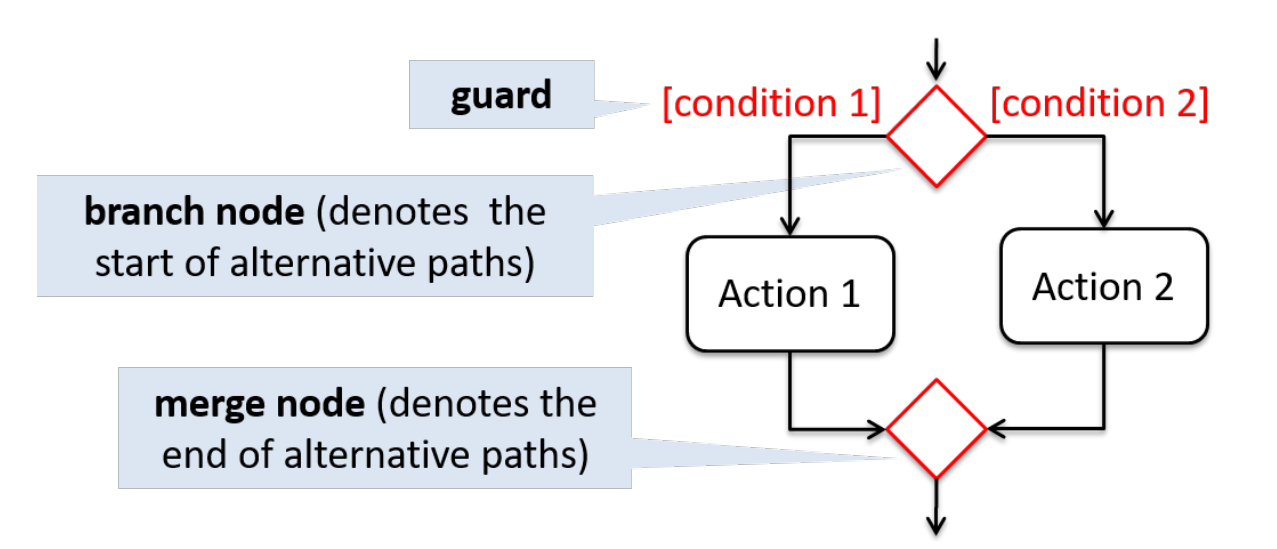 guard
[condition 1]
[condition 2]
branch node (denotes the
start of alternative paths)
Action 1
Action 2
merge node (denotes the
end of alternative paths)